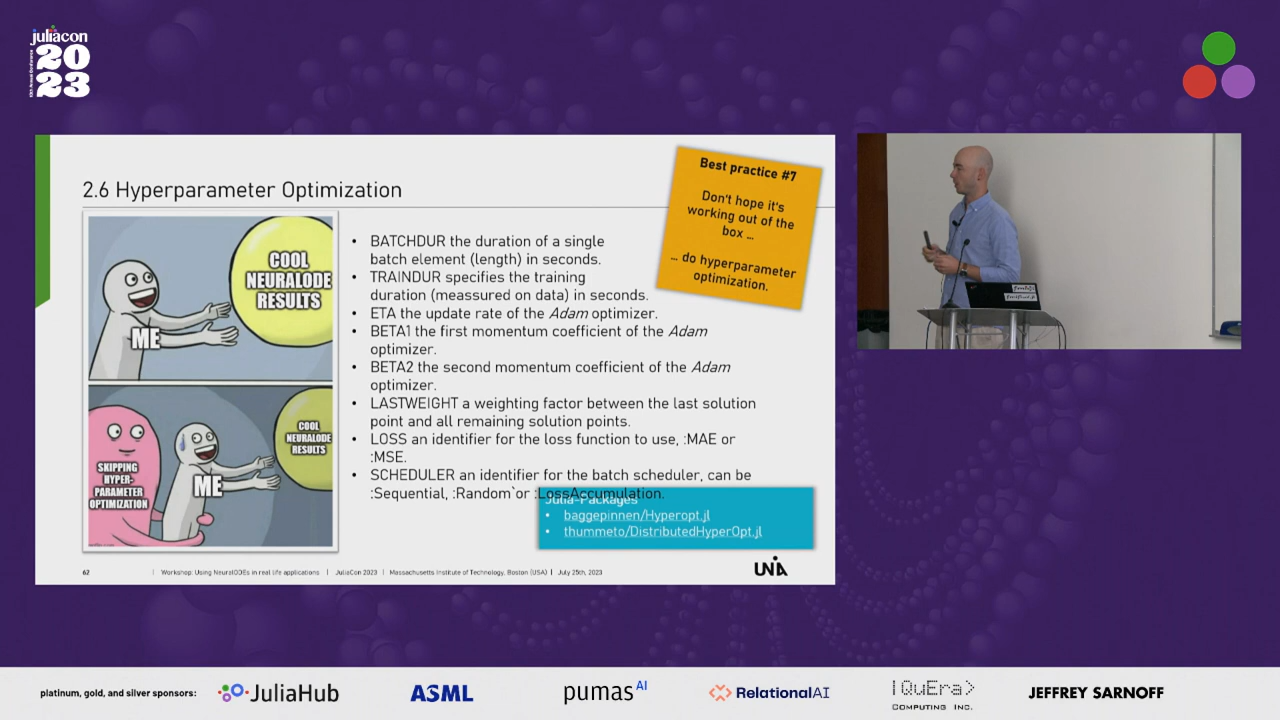 juliacon
2023
2.6 Hyperparameter Optimization
Best practice #7
Don't hope it's
working out of the
box ...
... do hyperparameter
optimization.
COOL
NEURALODE
RESULTS
ME
SKIPPING
HYPER-
PARAMETER
OPTIMIZATION
ME
COOL
NEURALODE
RESULTS
• BATCHDUR the duration of a single
batch element (length) in seconds.
• TRAINDUR specifies the training
duration (meassured on data) in seconds.
• ETA the update rate of the Adam optimizer.
• BETA1 the first momentum coefficient of the Adam
optimizer.
• BETA2 the second momentum coefficient of the Adam
optimizer.
• LASTWEIGHT a weighting factor between the last solution
point and all remaining solution points.
• LOSS an identifier for the loss function to use, :MAE or
:MSE.
• SCHEDULER an identifier for the batch scheduler, can be
:Sequential, :Random`or :LossAccumulation.
Julia-Packages
• baggepinnen/Hyperopt.jl
• thummeto/DistributedHyperOpt.jl
62 | Workshop: Using NeuralODEs in real life applications | JuliaCon 2023 | Massachusetts Institute of Technology, Boston (USA) | July 25th, 2023
UNIA
platinum, gold, and silver sponsors:
JuliaHub
ASML
pumas AI
RelationalAI
|QuEra>
COMPUTING INC.
JEFFREY SARNOFF